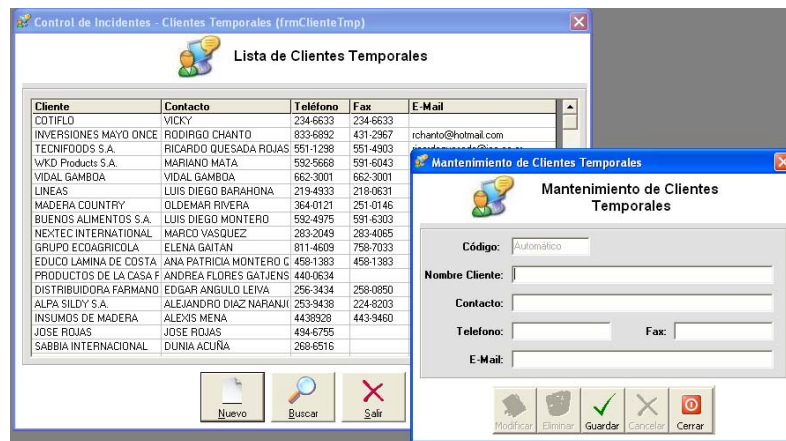 Control de Incidentes - Clientes Temporales (frmClienteTmp)
Lista de Clientes Temporales
Cliente Contacto Teléfono Fax E-Mail
COTIFLO VICKY 234-6633 234-6633
INVERSIONES MAYO ONCE RODIRGO CHANTO 833-6892 431-2967 rchanto@hotmail.com
TECNIFOODS S.A. RICARDO QUESADA ROJAS 551-1298 551-4903
WKD Products S.A. MARIANO MATA 592-5668 591-6043
VIDAL GAMBOA VIDAL GAMBOA 662-3001 662-3001
LINEAS LUIS DIEGO BARAHONA 219-4933 218-0631
MADERA COUNTRY OLDEMAR RIVERA 364-0121 251-0146
BUENOS ALIMENTOS S.A. LUIS DIEGO MONTERO 592-4975 591-6303
NEXTEC INTERNATIONAL MARCO VASQUEZ 283-2049 283-4065
GRUPO ECOAGRICOLA ELENA GAITAN 811-4609 758-7033
EDUCO LAMINA DE COSTA ANA PATRICIA MONTERO C 458-1383 458-1383
PRODUCTOS DE LA CASA F ANDREA FLORES GATJENS 440-0634
DISTRIBUIDORA FARMANO EDGAR ANGULO LEIVA 256-3434 258-0850
ALPA SILDY S.A. ALEJANDRO DIAZ NARANJ 253-9438 224-8203
INSUMOS DE MADERA ALEXIS MENA 4438928 443-9460
JOSE ROJAS JOSE ROJAS 494-6755
SABBIA INTERNACIONAL DUNIA ACUÑA 268-6516
Nuevo Buscar Salir
Mantenimiento de Clientes Temporales
Mantenimiento de Clientes
Temporales
Código: Automático
Nombre Cliente:
Contacto:
Telefono: Fax:
E-Mail:
Modificar Eliminar Guardar Cancelar Cerrar